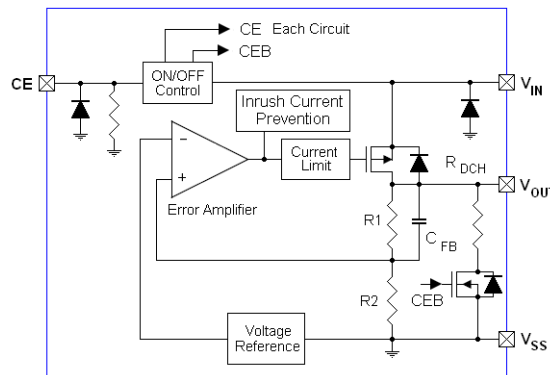 CE Each Circuit
CEB
CE
ON/OFF
Control
VIN
Inrush Current
Prevention
-
+
Current
Limit
RDCH
VOUT
Error Amplifier
R1
CFB
R2
CEB
Voltage
Reference
VSS